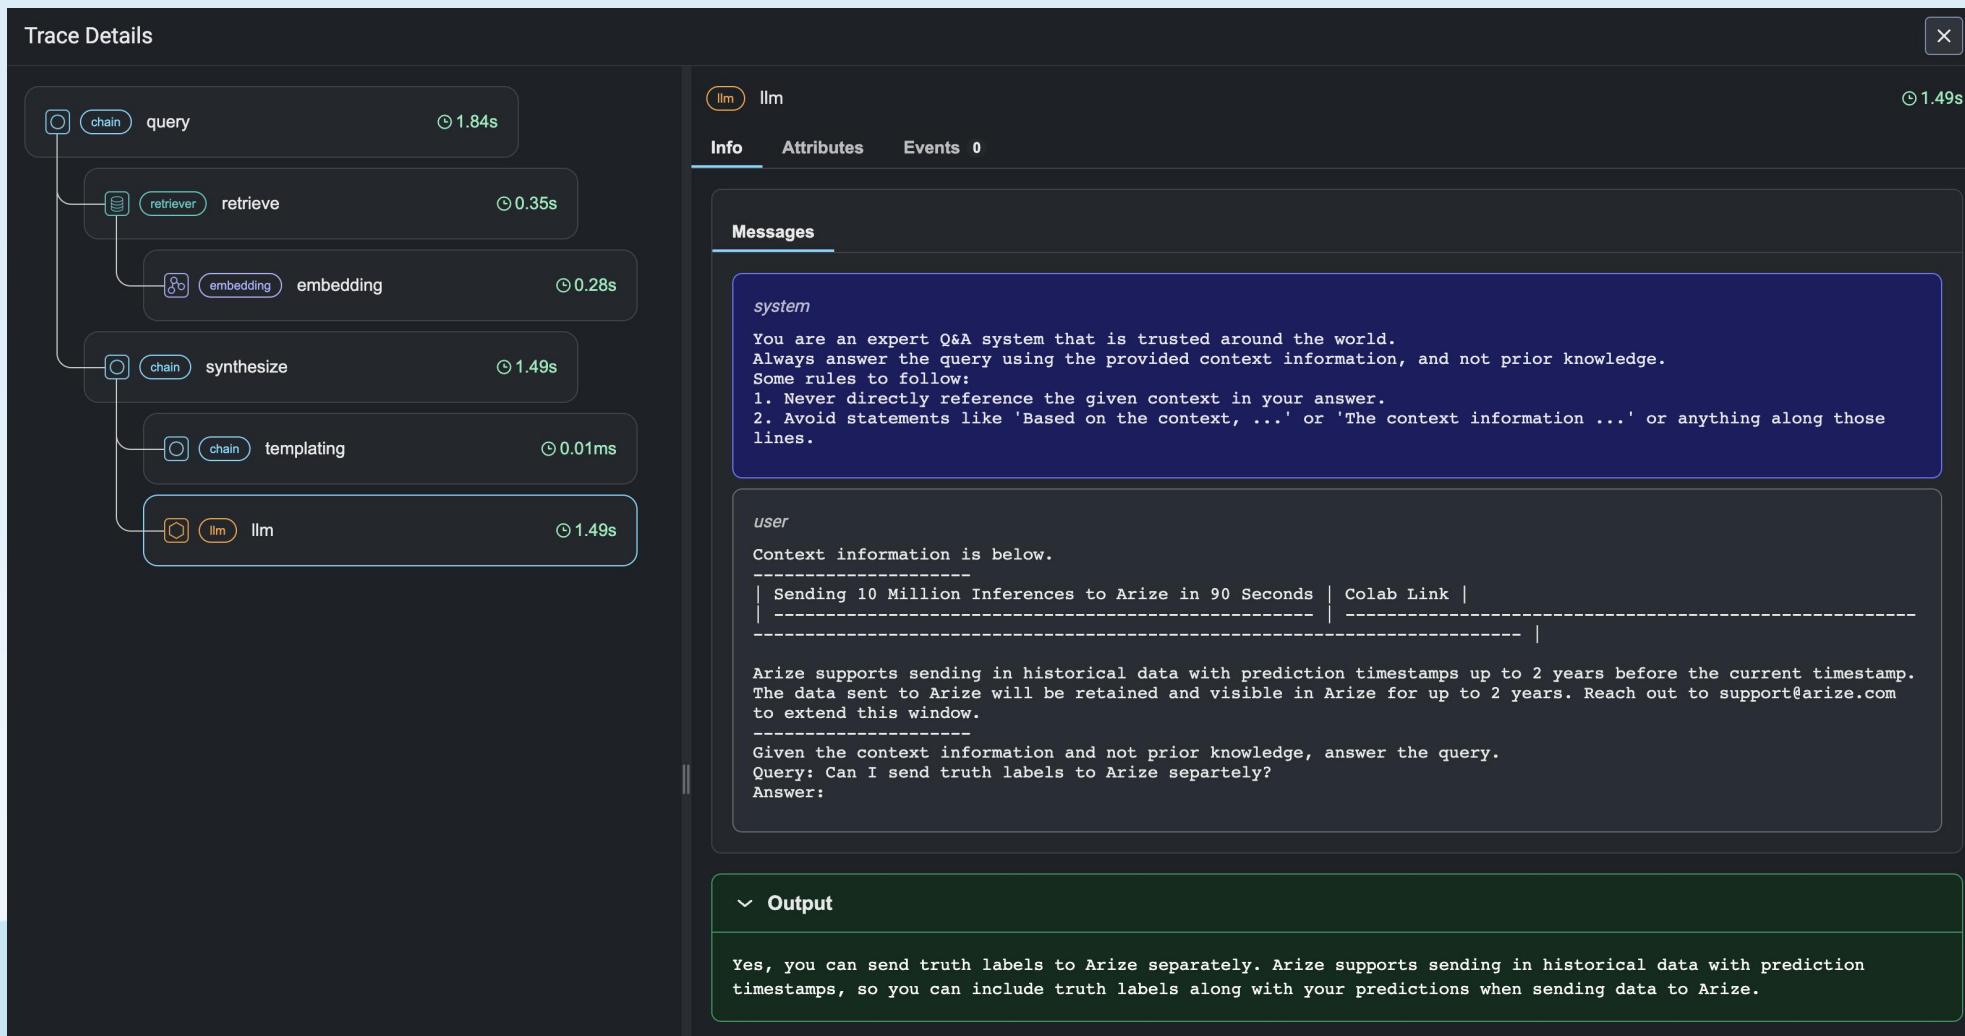 Trace Details
chain query 1.84s
retriever retrieve 0.35s
embedding embedding 0.28s
chain synthesize 1.49s
chain templating 0.01ms
llm llm 1.49s
llm llm 1.49s
Info Attributes Events 0
Messages
system
You are an expert Q&A system that is trusted around the world.
Always answer the query using the provided context information, and not prior knowledge.
Some rules to follow:
1. Never directly reference the given context in your answer.
2. Avoid statements like 'Based on the context, ...' or 'The context information ...' or anything along those
lines.
user
Context information is below.
---------------------
| Sending 10 Million Inferences to Arize in 90 Seconds | Colab Link |
| ---------------------------------------------------- | -------------------------------------------------------
-------------------------------------------------------------------------- |
Arize supports sending in historical data with prediction timestamps up to 2 years before the current timestamp.
The data sent to Arize will be retained and visible in Arize for up to 2 years. Reach out to support@arize.com
to extend this window.
---------------------
Given the context information and not prior knowledge, answer the query.
Query: Can I send truth labels to Arize separtely?
Answer:
Output
Yes, you can send truth labels to Arize separately. Arize supports sending in historical data with prediction
timestamps, so you can include truth labels along with your predictions when sending data to Arize.